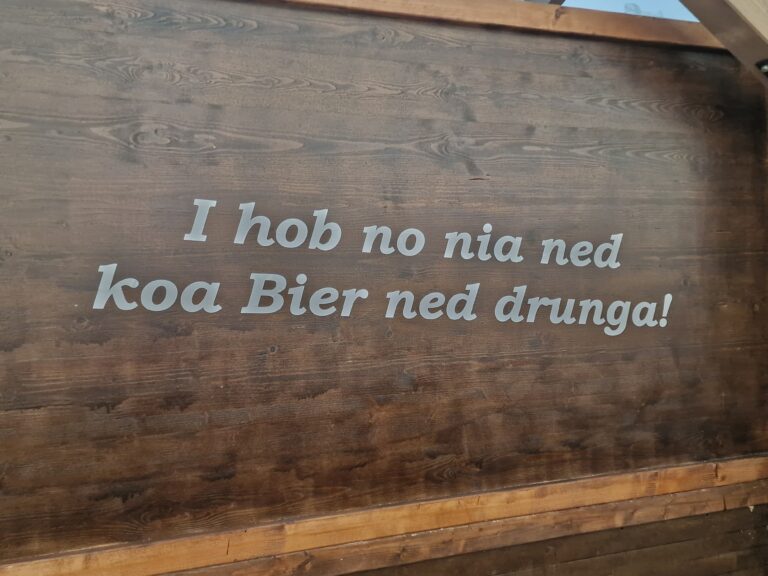 I hob no nia ned
koa Bier ned drunga!